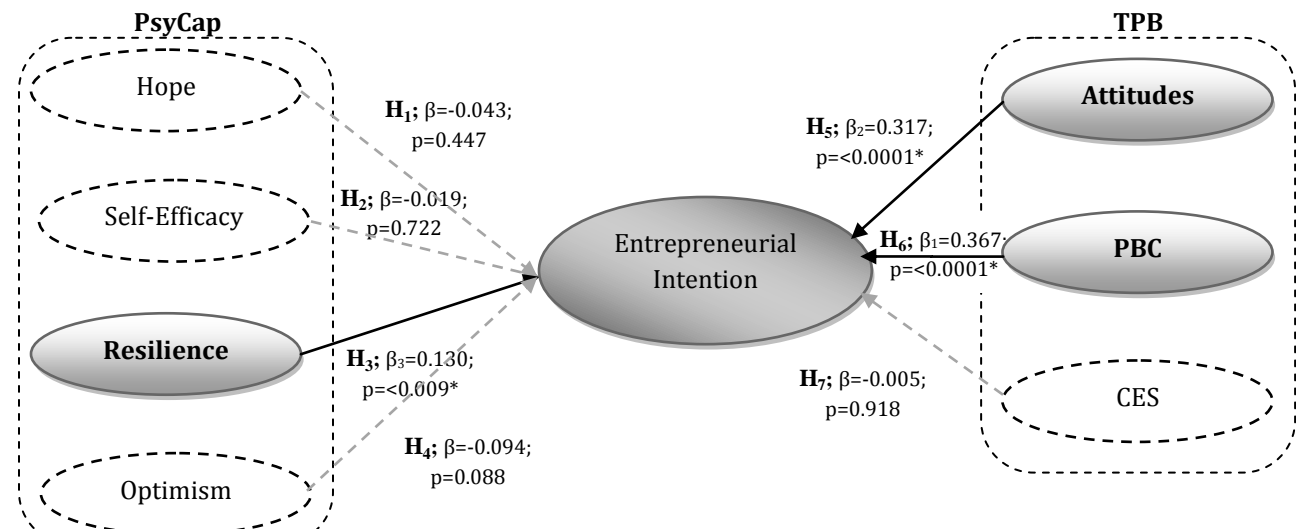 PsyCap
Hope
Self-Efficacy
Resilience
Optimism
H₁; β=-0.043;
p=0.447
H₂; β=-0.019;
p=0.722
H₃; β₃=0.130;
p=<0.009*
H₄; β=-0.094;
p=0.088
Entrepreneurial
Intention
TPB
Attitudes
PBC
CES
H₅; β₂=0.317;
p=<0.0001*
H₆; β₁=0.367;
p=<0.0001*
H₇; β=-0.005;
p=0.918